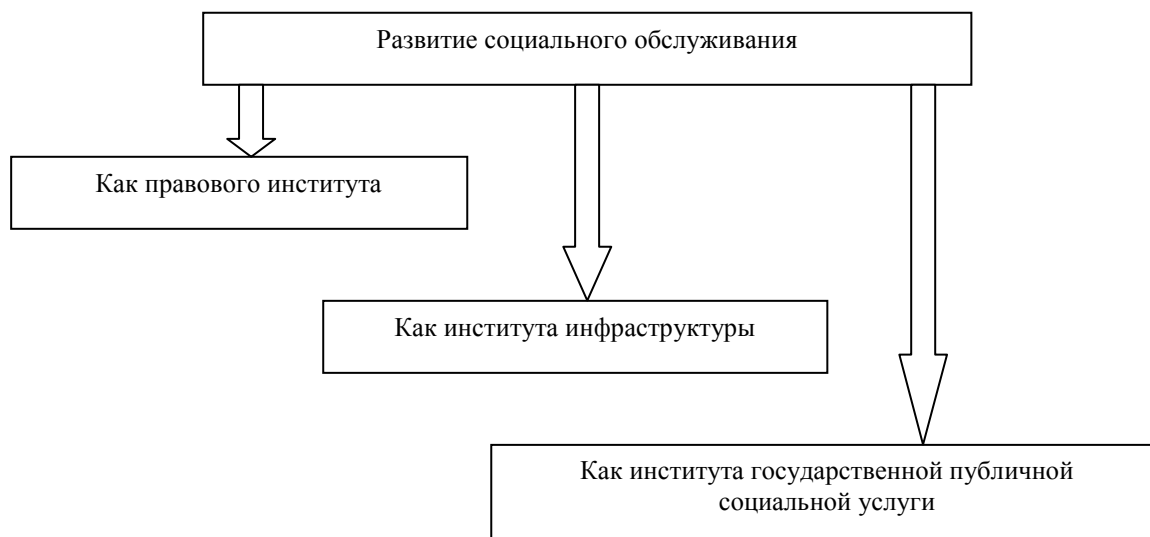 Развитие социального обслуживания
Как правового института
Как института инфраструктуры
Как института государственной публичной
социальной услуги